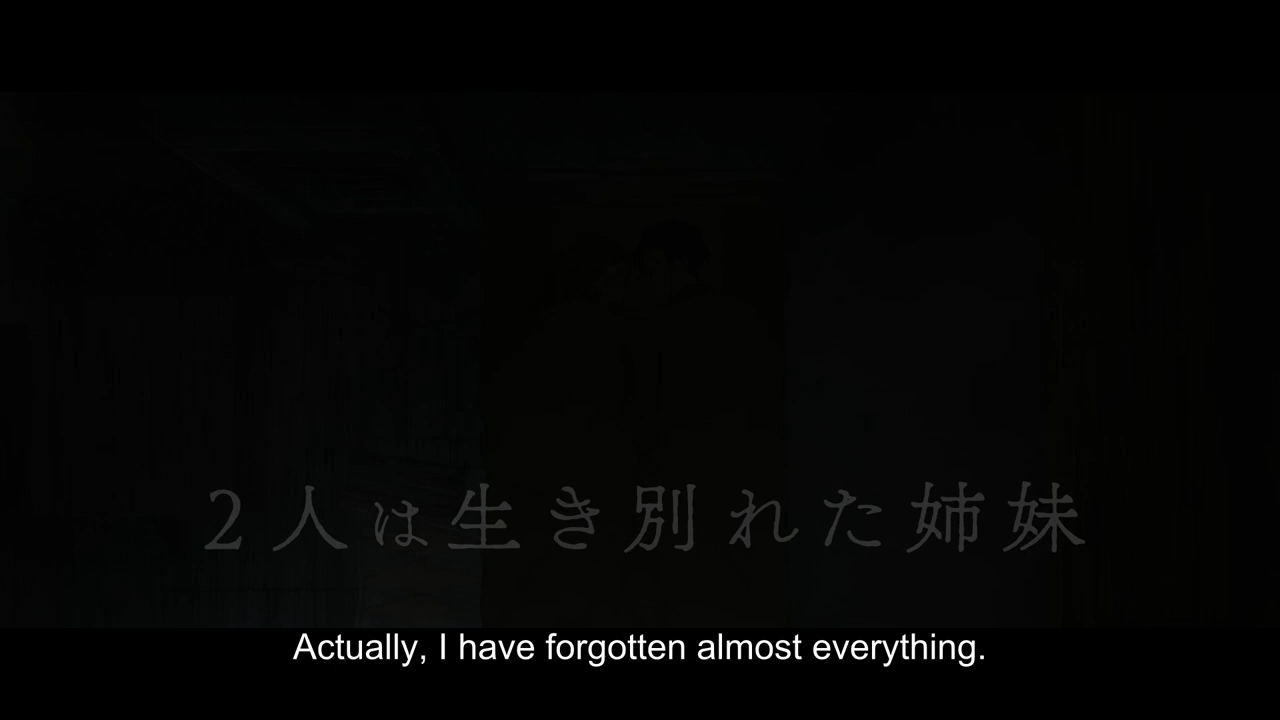 2人は生き別れた姉妹
Actually, I have forgotten almost everything.